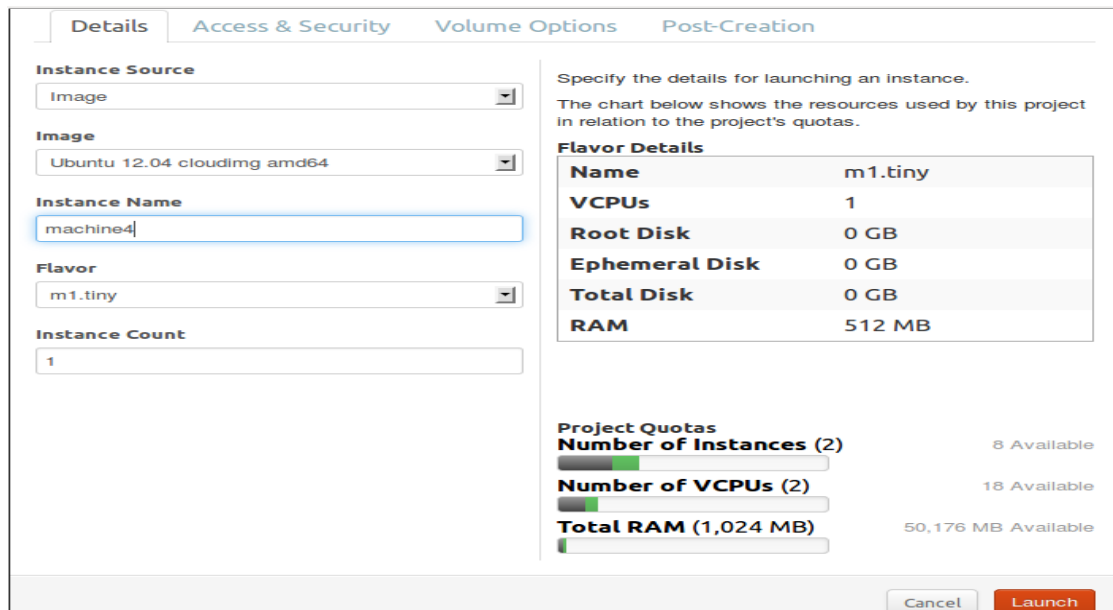 Details Access & Security Volume Options Post-Creation
Instance Source
Image
Image
Ubuntu 12.04 cloudimg amd64
Instance Name
machine4
Flavor
m1.tiny
Instance Count
1
Specify the details for launching an instance.
The chart below shows the resources used by this project
in relation to the project's quotas.
Flavor Details
Name m1.tiny
VCPUs 1
Root Disk 0 GB
Ephemeral Disk 0 GB
Total Disk 0 GB
RAM 512 MB
Project Quotas
Number of Instances (2) 8 Available
Number of VCPUs (2) 18 Available
Total RAM (1,024 MB) 50,176 MB Available
Cancel Launch